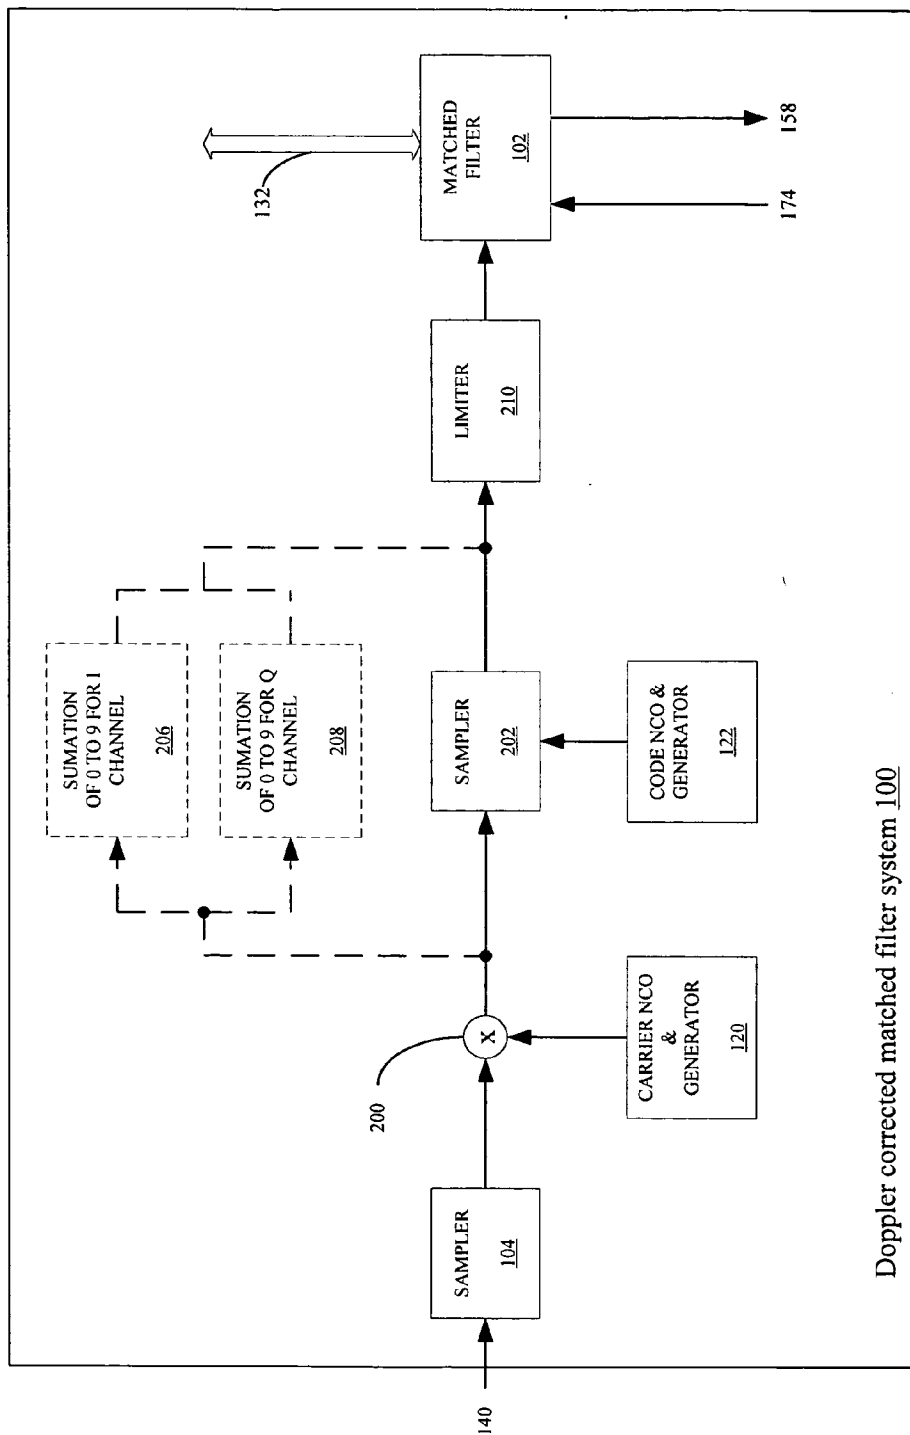 140
SAMPLER
104
200
CARRIER NCO
&
GENERATOR
120
SUMATION
OF 0 TO 9 FOR I
CHANNEL
206
SUMATION
OF 0 TO 9 FOR Q
CHANNEL
208
X
SAMPLER
202
CODE NCO &
GENERATOR
122
LIMITER
210
132
MATCHED
FILTER
102
174
158
Doppler corrected matched filter system 100